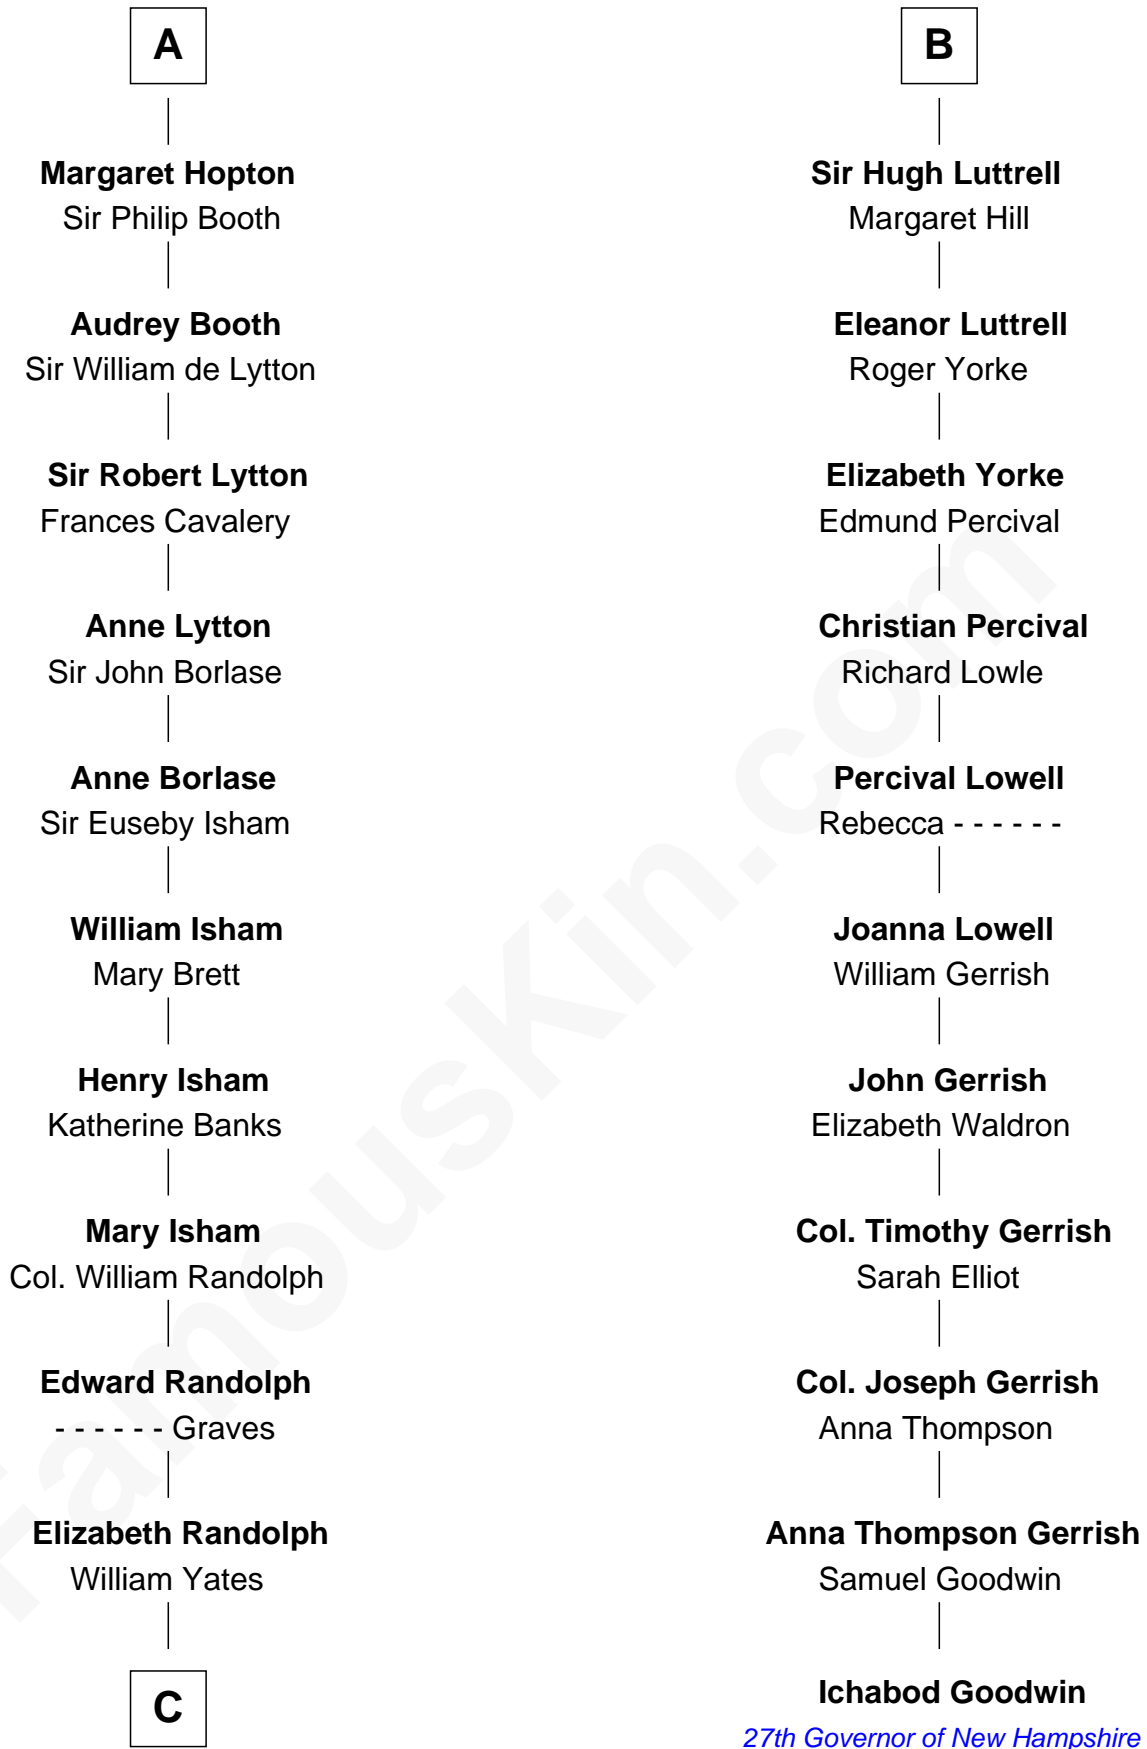 A
Margaret Hopton
Sir Philip Booth
Audrey Booth
Sir William de Lytton
Sir Robert Lytton
Frances Cavalery
Anne Lytton
Sir John Borlase
Anne Borlase
Sir Euseby Isham
William Isham
Mary Brett
Henry Isham
Katherine Banks
Mary Isham
Col. William Randolph
Edward Randolph
- - - - - - Graves
Elizabeth Randolph
William Yates
C
B
Sir Hugh Luttrell
Margaret Hill
Eleanor Luttrell
Roger Yorke
Elizabeth Yorke
Edmund Percival
Christian Percival
Richard Lowle
Percival Lowell
Rebecca - - - - - -
Joanna Lowell
William Gerrish
John Gerrish
Elizabeth Waldron
Col. Timothy Gerrish
Sarah Elliot
Col. Joseph Gerrish
Anna Thompson
Anna Thompson Gerrish
Samuel Goodwin
Ichabod Goodwin
27th Governor of New Hampshire
FamousKin.com